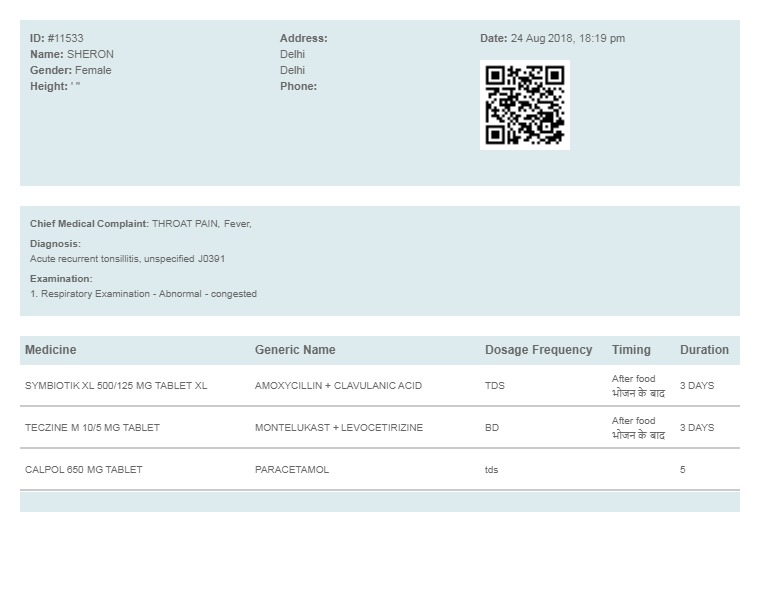 ID: #11533
Name: SHERON
Gender: Female
Height: ' "
Address:
Delhi
Delhi
Phone:
Date: 24 Aug 2018, 18:19 pm
Chief Medical Complaint: THROAT PAIN, Fever,
Diagnosis:
Acute recurrent tonsillitis, unspecified J0391
Examination:
1. Respiratory Examination - Abnormal - congested
Medicine Generic Name Dosage Frequency Timing Duration
SYMBIOTIK XL 500/125 MG TABLET XL AMOXYCILLIN + CLAVULANIC ACID TDS After food 3 DAYS
भोजन के बाद
TECZINE M 10/5 MG TABLET MONTELUKAST + LEVOCETIRIZINE BD After food 3 DAYS
भोजन के बाद
CALPOL 650 MG TABLET PARACETAMOL tds 5